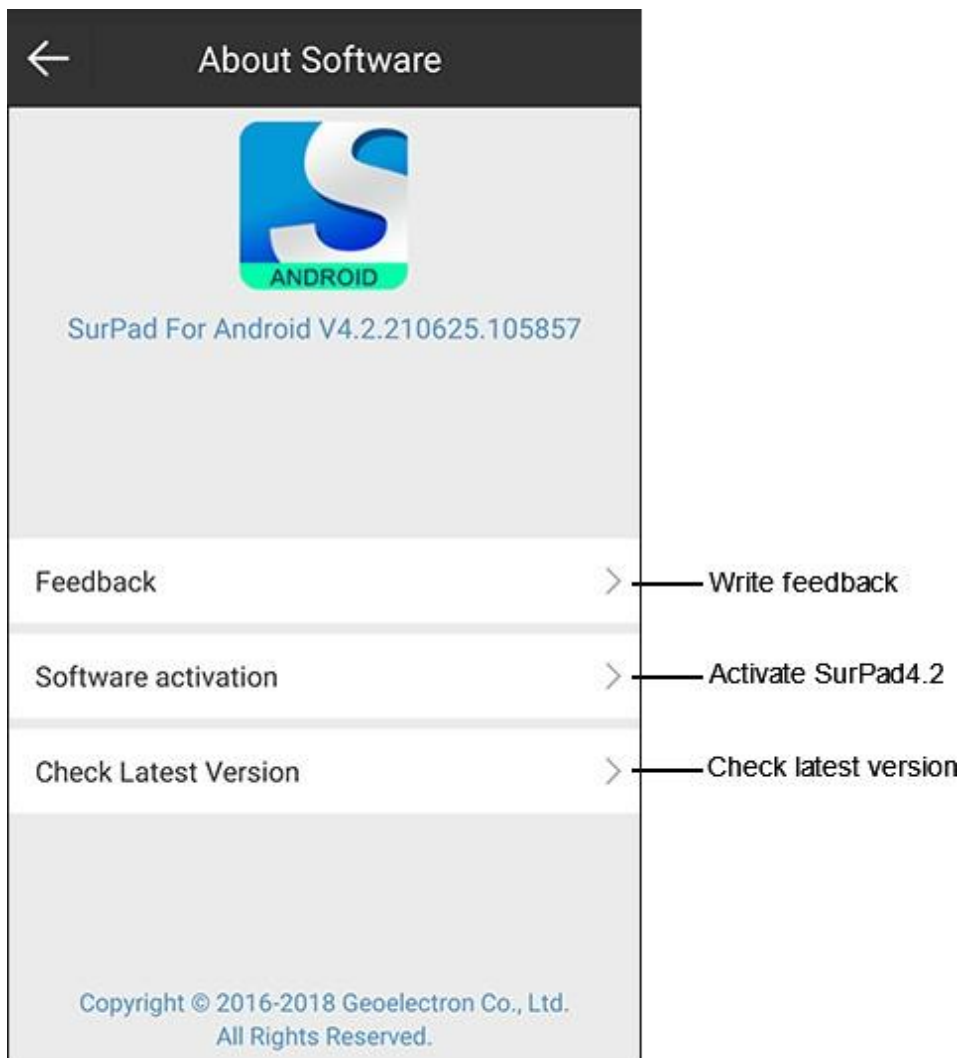 About Software
ANDROID
SurPad For Android V4.2.210625.105857
Feedback
Write feedback
Software activation
Activate SurPad4.2
Check Latest Version
Check latest version
Copyright © 2016-2018 Geoelectron Co., Ltd.
All Rights Reserved.